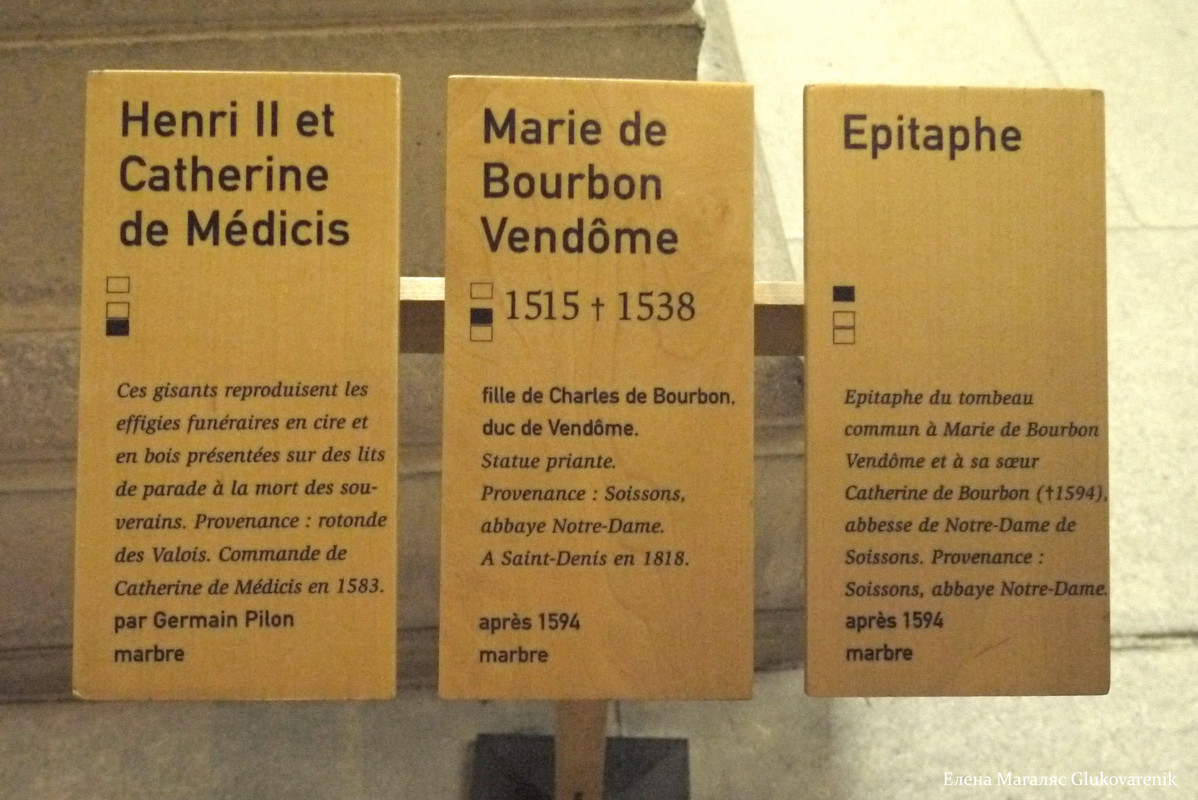 Henri II et
Catherine
de Médicis
Ces gisants reproduisent les
effigies funéraires en cire et
en bois présentées sur des lits
de parade à la mort des sou-
verains. Provenance : rotonde
des Valois. Commande de
Catherine de Médicis en 1583.
par Germain Pilon
marbre
Marie de
Bourbon
Vendôme
1515 † 1538
fille de Charles de Bourbon,
duc de Vendôme.
Statue priante.
Provenance : Soissons,
abbaye Notre-Dame.
A Saint-Denis en 1818.
après 1594
marbre
Epitaphe
Epitaphe du tombeau
commun à Marie de Bourbon
Vendôme et à sa sœur
Catherine de Bourbon (†1594),
abbesse de Notre-Dame de
Soissons. Provenance :
Soissons, abbaye Notre-Dame.
après 1594
marbre
Елена Магаляс Glukovarenik